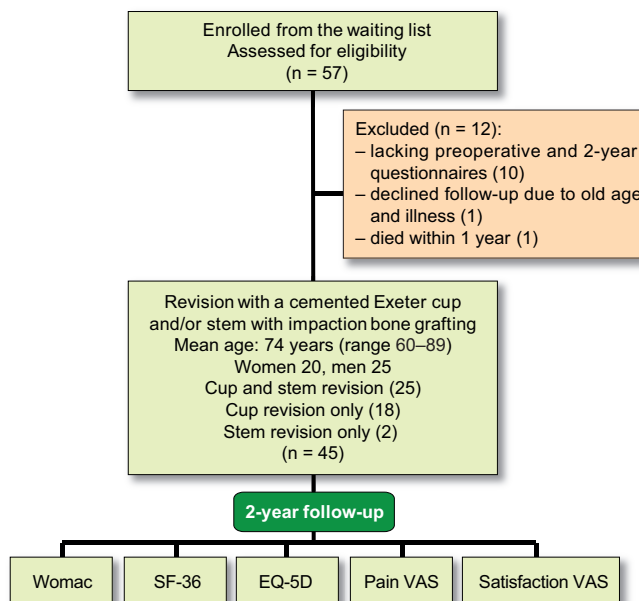 Enrolled from the waiting list
Assessed for eligibility
(n = 57)
Excluded (n = 12):
– lacking preoperative and 2-year
questionnaires (10)
– declined follow-up due to old age
and illness (1)
– died within 1 year (1)
Revision with a cemented Exeter cup
and/or stem with impaction bone grafting
Mean age: 74 years (range 60–89)
Women 20, men 25
Cup and stem revision (25)
Cup revision only (18)
Stem revision only (2)
(n = 45)
2-year follow-up
Womac
SF-36
EQ-5D
Pain VAS
Satisfaction VAS